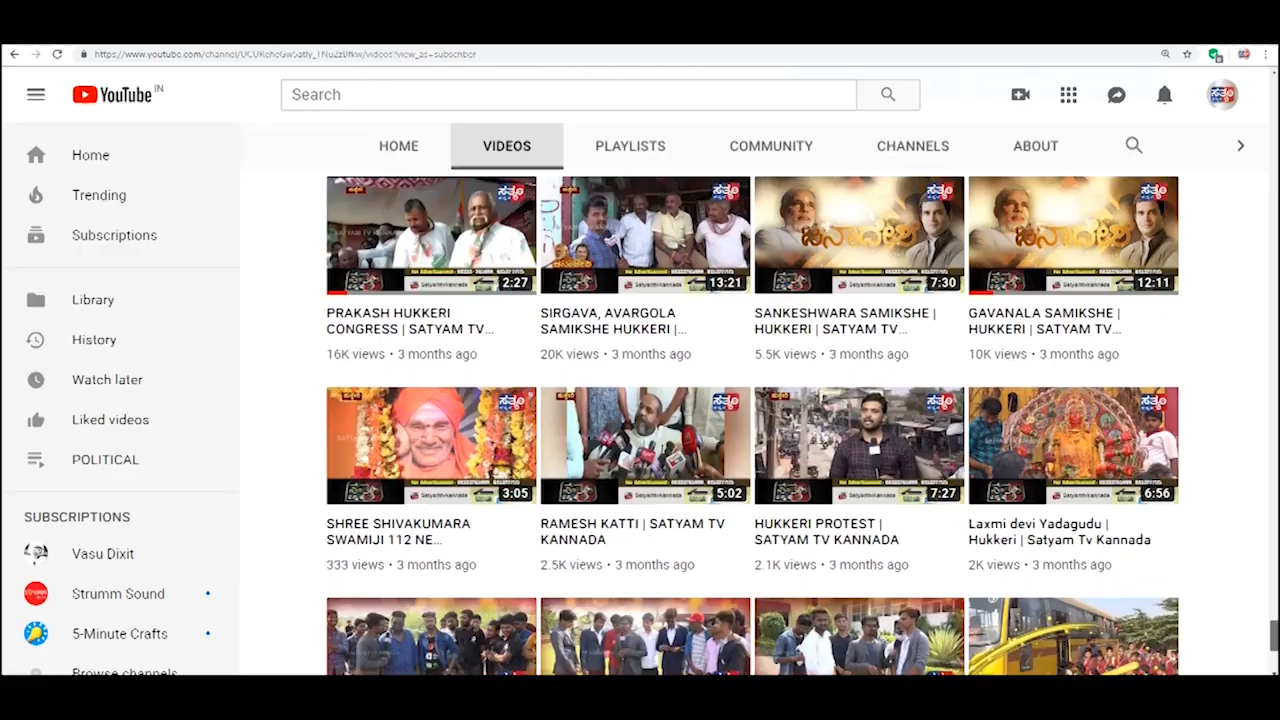 YouTube IN
Search
HOME
VIDEOS
PLAYLISTS
COMMUNITY
CHANNELS
ABOUT
Home
Trending
Subscriptions
Library
History
Watch later
Liked videos
POLITICAL
SUBSCRIPTIONS
Vasu Dixit
Strumm Sound
5-Minute Crafts
Browse channels
2:27
13:21
7:30
12:11
PRAKASH HUKKERI
CONGRESS | SATYAM TV...
16K views • 3 months ago
SIRGAVA, AVARGOLA
SAMIKSHE HUKKERI |...
20K views • 3 months ago
ಜನಾದೇಶ
SANKESHWARA SAMIKSHE |
HUKKERI | SATYAM TV...
5.5K views • 3 months ago
ಜನಾದೇಶ
GAVANALA SAMIKSHE |
HUKKERI | SATYAM TV...
10K views • 3 months ago
3:05
5:02
7:27
6:56
SHREE SHIVAKUMARA
SWAMIJI 112 NE...
333 views • 3 months ago
RAMESH KATTI | SATYAM TV
KANNADA
2.5K views • 3 months ago
HUKKERI PROTEST |
SATYAM TV KANNADA
2.1K views • 3 months ago
Laxmi devi Yadagudu |
Hukkeri | Satyam Tv Kannada
2K views • 3 months ago